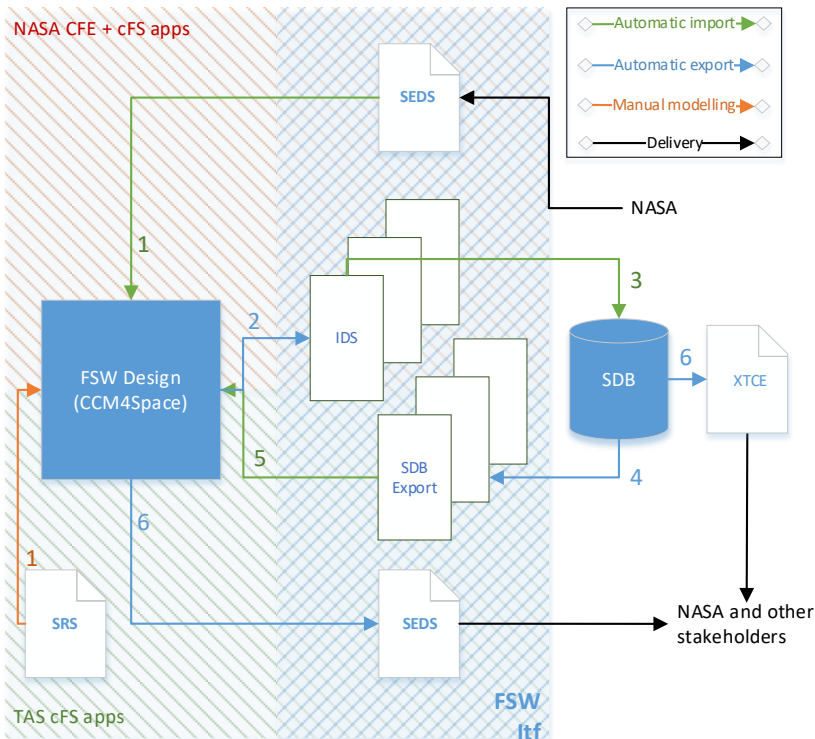 NASA CFE + cFS apps
Automatic import
Automatic export
Manual modelling
Delivery
SEDS
NASA
1
2
3
IDS
FSW Design
(CCM4Space)
SDB
6
XTCE
5
SDB
Export
4
6
1
SRS
SEDS
NASA and other
stakeholders
TAS cFS apps
FSW
Itf